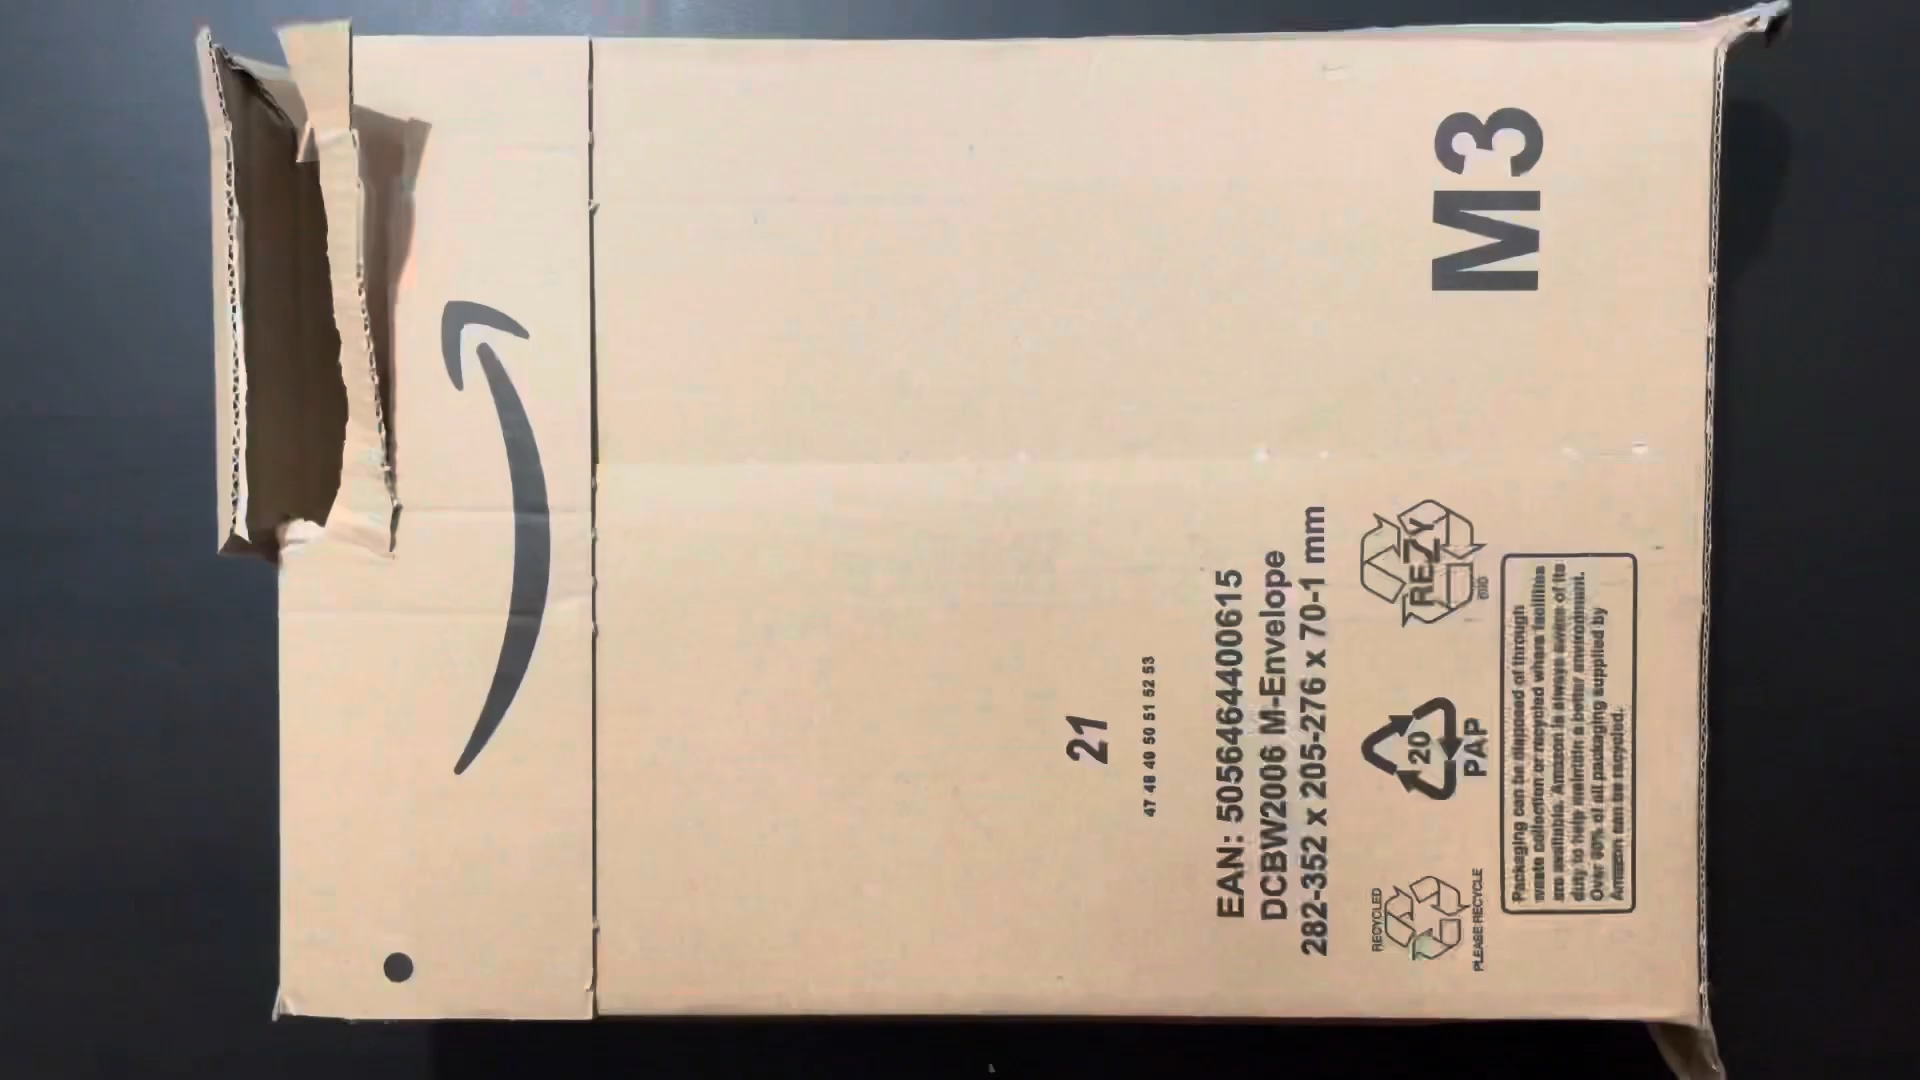 M3
21
47 48 49 50 51 52 53
EAN: 5056464400615
DCBW2006 M-Envelope
282-352 x 205-276 x 70-1 mm
RECYCLED
PLEASE RECYCLE
20
PAP
REZY
Packaging can be disposed of through
waste collection or recycled where facilities
are available. Amazon is always aware of its
duty to help maintain a better environment.
Over 90% of all packaging supplied by
Amazon can be recycled.